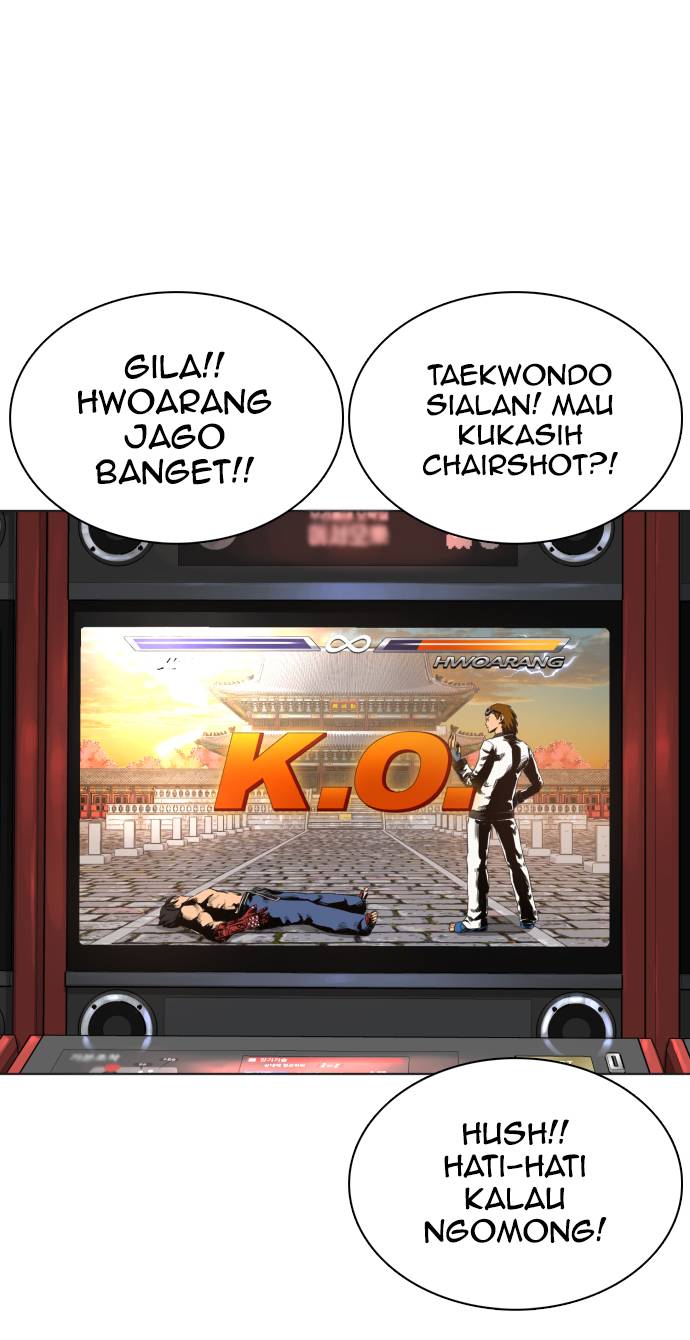 GILA!!
HWOARANG
JAGO
BANGET!!
TAEKWONDO
SIALAN! MAU
KUKASIH
CHAIRSHOT?!
HWOARANG
K.O.
HUSH!!
HATI-HATI
KALAU
NGOMONG!